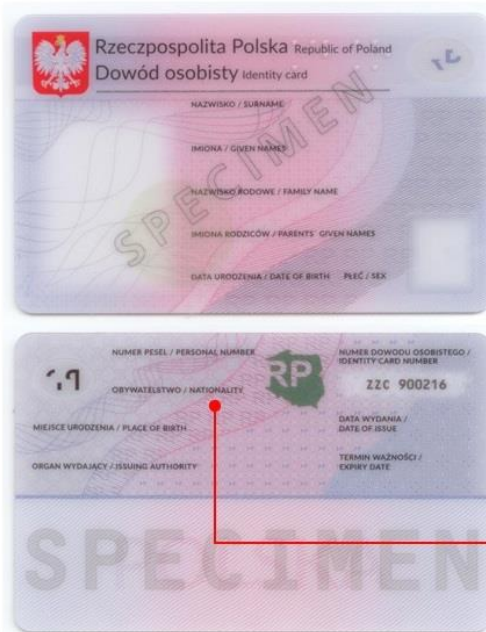 Rzeczpospolita Polska Republic of Poland
Dowód osobisty Identity card
NAZWISKO / SURNAME
IMIONA / GIVEN NAMES
NAZWISKO RODOWE / FAMILY NAME
IMIONA RODZICÓW / PARENTS' GIVEN NAMES
DATA URODZENIA / DATE OF BIRTH PŁEĆ / SEX
SPECIMEN
NUMER PESEL / PERSONAL NUMBER
OBYWATELSTWO / NATIONALITY
RP
NUMER DOWODU OSOBISTEGO /
IDENTITY CARD NUMBER
ZZC 900216
MIEJSCE URODZENIA / PLACE OF BIRTH
DATA WYDANIA /
DATE OF ISSUE
ORGAN WYDAJĄCY / ISSUING AUTHORITY
TERMIN WAŻNOŚCI /
EXPIRY DATE
SPECIMEN